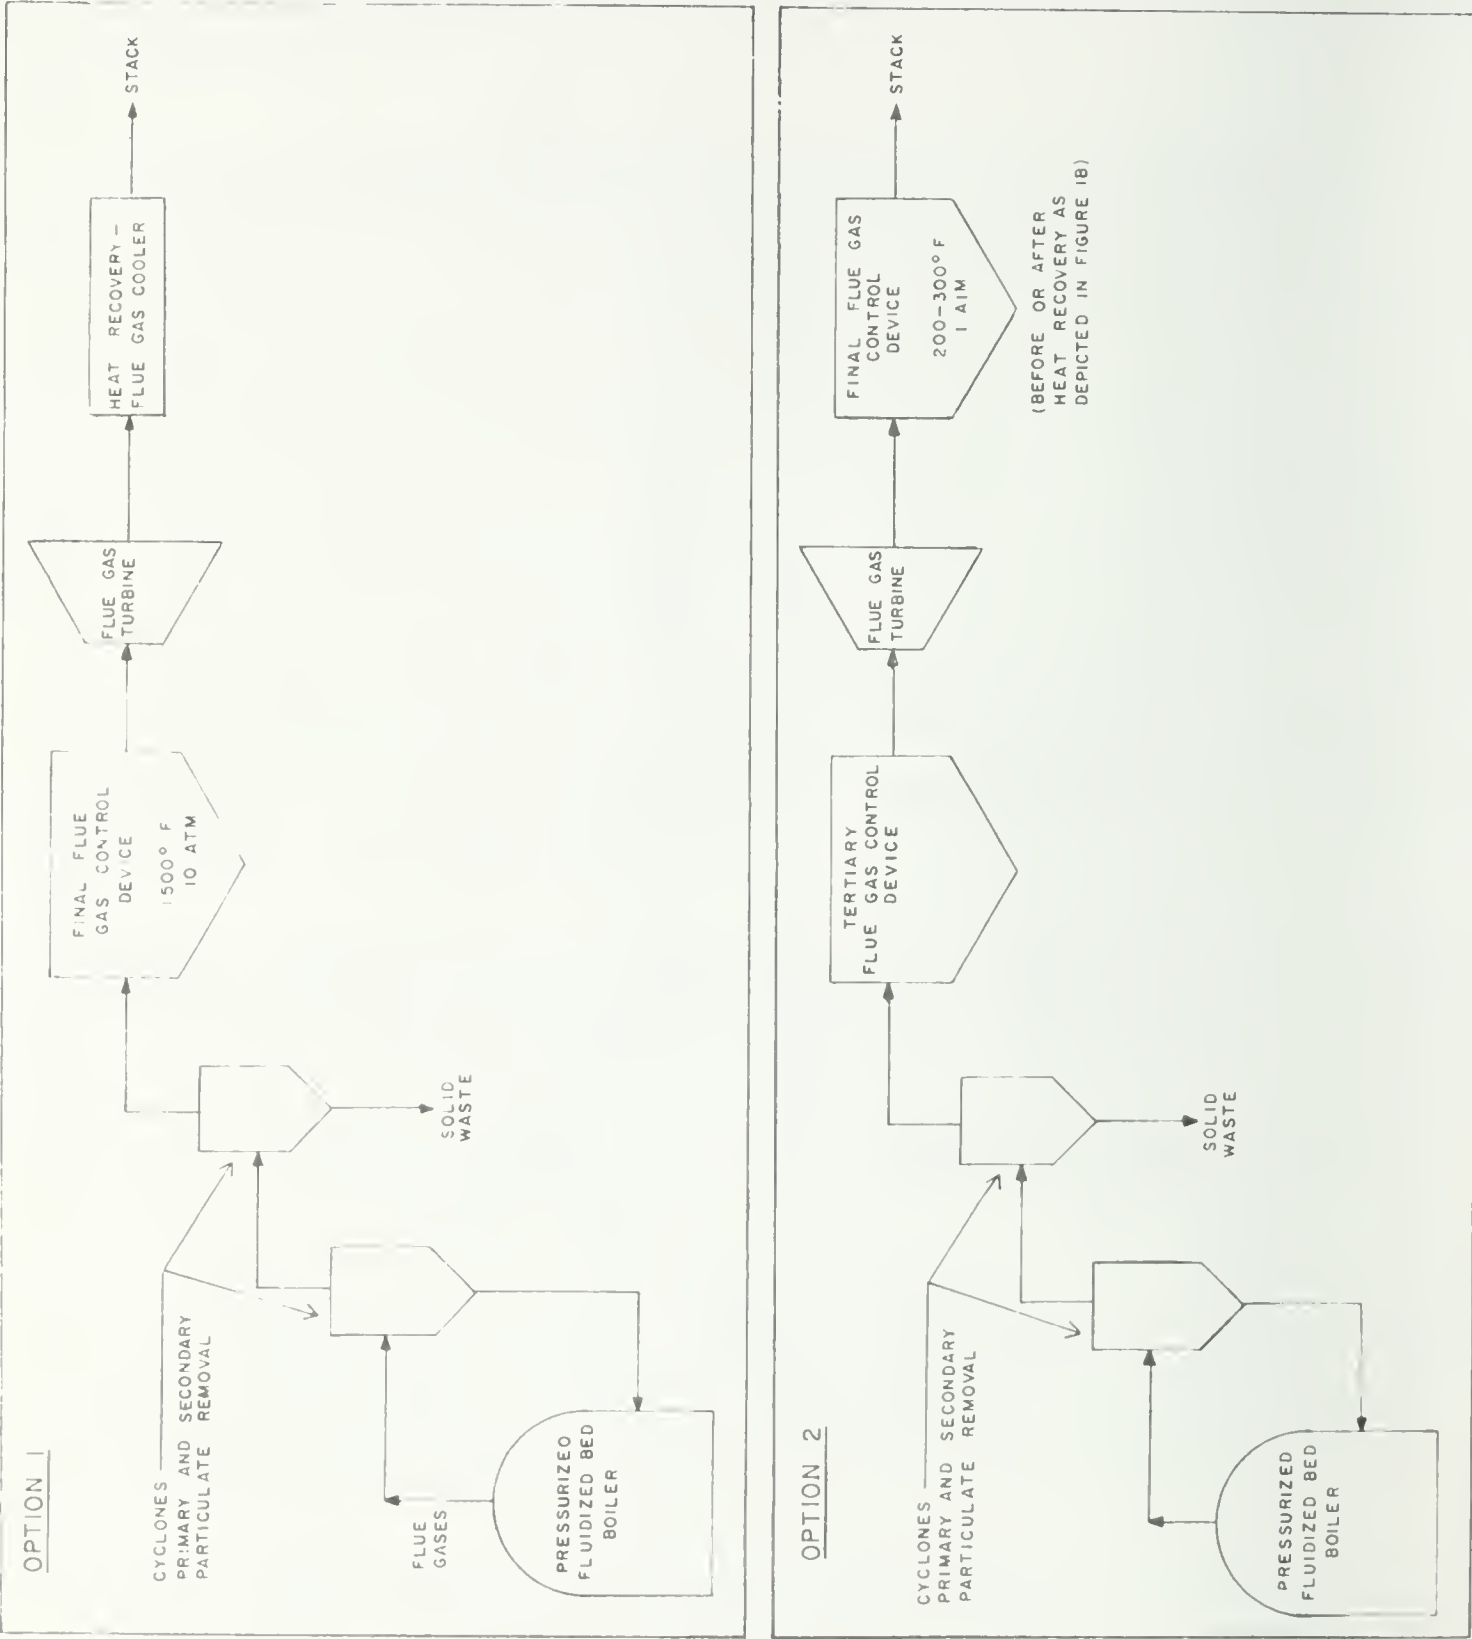 OPTION 1
CYCLONES
PRIMARY AND SECONDARY
PARTICULATE REMOVAL
FLUE
GASES
PRESSURIZED
FLUIDIZED BED
BOILER
SOLID
WASTE
FINAL FLUE
GAS CONTROL
DEVICE
1500° F
10 ATM
FLUE GAS
TURBINE
HEAT RECOVERY-
FLUE GAS COOLER
STACK
OPTION 2
CYCLONES
PRIMARY AND SECONDARY
PARTICULATE REMOVAL
PRESSURIZED
FLUIDIZED BED
BOILER
SOLID
WASTE
TERTIARY
FLUE GAS CONTROL
DEVICE
FLUE GAS
TURBINE
FINAL FLUE GAS
CONTROL
DEVICE
200-300° F
1 ATM
(BEFORE OR AFTER
HEAT RECOVERY AS
DEPICTED IN FIGURE 1B)
STACK